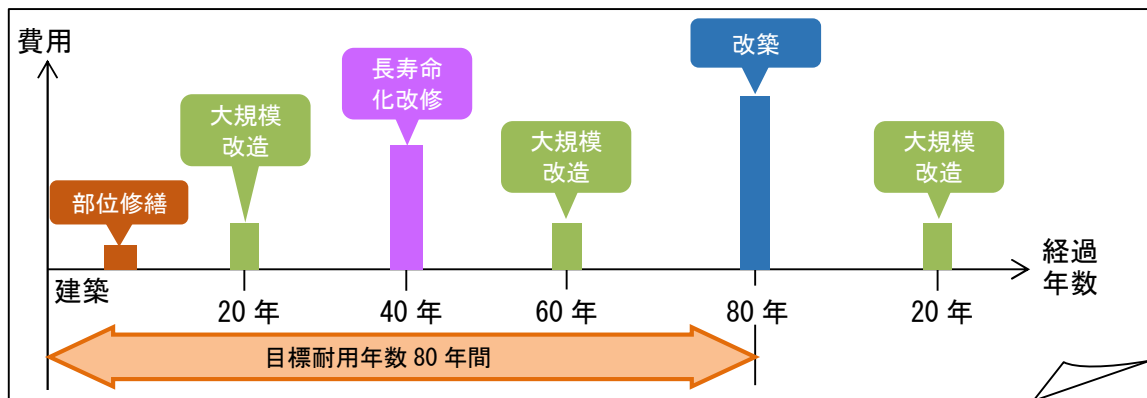 費用
部位修繕
大規模
改造
長寿命
化改修
大規模
改造
改築
大規模
改造
経過
年数
建築
20 年
40 年
60 年
80 年
20 年
目標耐用年数 80 年間